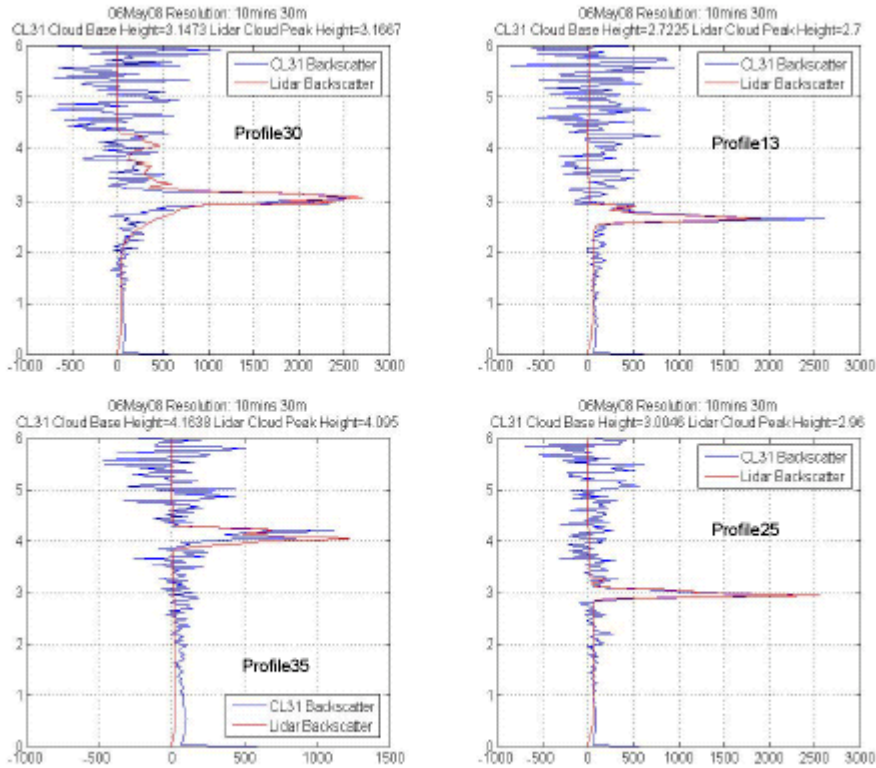 06May08 Resolution: 10mins 30m
CL31 Cloud Base Height=3.1473 Lidar Cloud Peak Height=3.1667
6
5
4
3
2
1
0
CL31 Backscatter
Lidar Backscatter
Profile30
-1000 -500 0 500 1000 1500 2000 2500 3000
06May08 Resolution: 10mins 30m
CL31 Cloud Base Height=2.7225 Lidar Cloud Peak Height=2.7
6
5
4
3
2
1
0
CL31 Backscatter
Lidar Backscatter
Profile13
-1000 -500 0 500 1000 1500 2000 2500 3000
06May08 Resolution: 10mins 30m
CL31 Cloud Base Height=4.1638 Lidar Cloud Peak Height=4.095
6
5
4
3
2
1
0
Profile35
CL31 Backscatter
Lidar Backscatter
-1000 -500 0 500 1000 1500
06May08 Resolution: 10mins 30m
CL31 Cloud Base Height=3.0046 Lidar Cloud Peak Height=2.96
6
5
4
3
2
1
0
CL31 Backscatter
Lidar Backscatter
Profile25
-1000 -500 0 500 1000 1500 2000 2500 3000